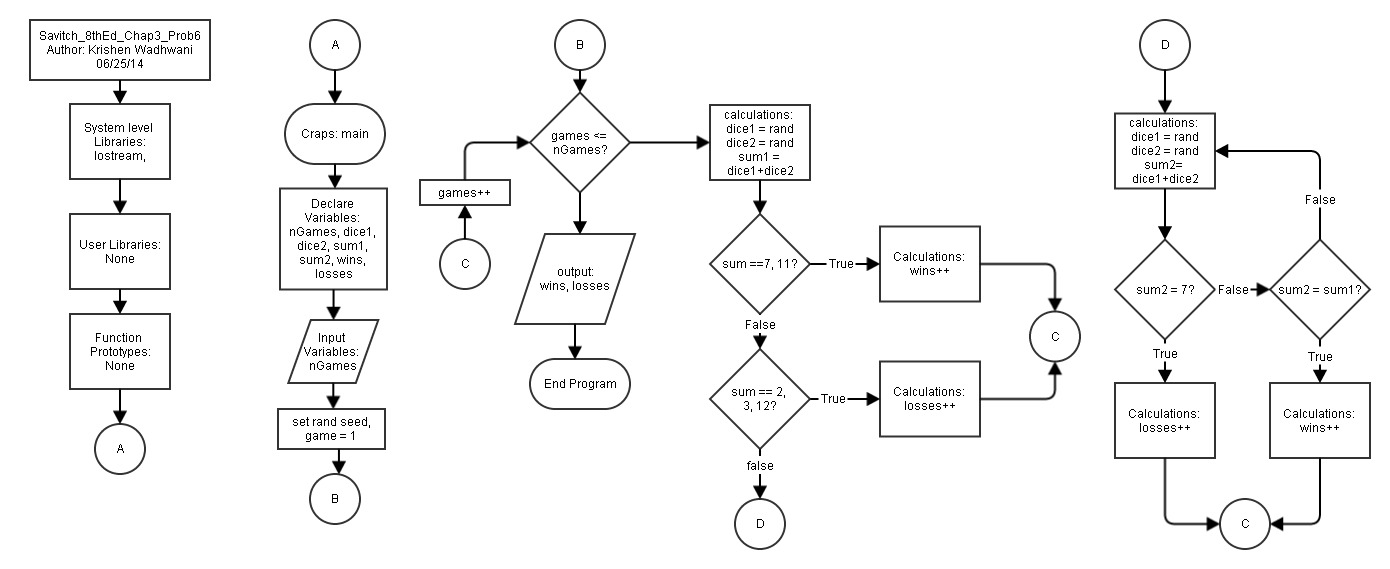 Savitch_8thEd_Chap3_Prob6
Author: Krishen Wadhwani
06/25/14
System level
Libraries:
Iostream,
User Libraries:
None
Function
Prototypes:
None
A
A
Craps: main
Declare
Variables:
nGames, dice1,
dice2, sum1,
sum2, wins,
losses
Input
Variables:
nGames
set rand seed,
game = 1
B
B
games <=
nGames?
games++
C
output:
wins, losses
End Program
calculations:
dice1 = rand
dice2 = rand
sum1 =
dice1+dice2
sum ==7, 11?
True
Calculations:
wins++
False
C
sum == 2,
3, 12?
True
Calculations:
losses++
false
D
D
calculations:
dice1 = rand
dice2 = rand
sum2=
dice1+dice2
False
sum2 = 7?
False
sum2 = sum1?
True
True
Calculations:
losses++
Calculations:
wins++
C